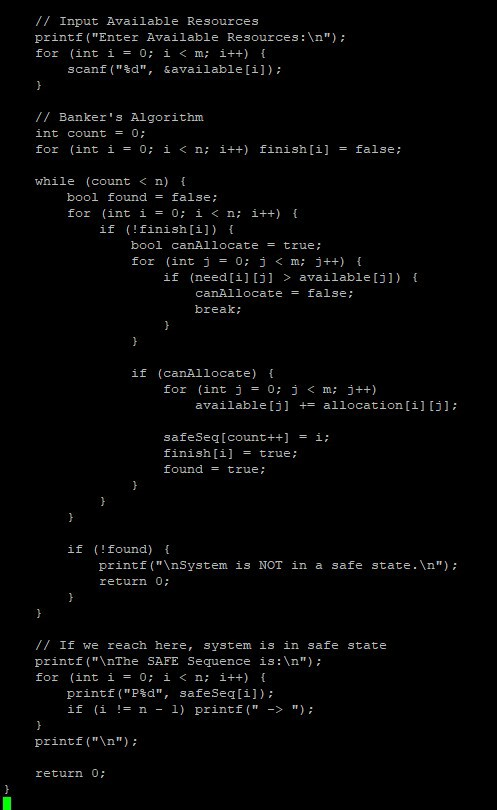 // Input Available Resources
    printf("Enter Available Resources:\n");
    for (int i = 0; i < m; i++) {
        scanf("%d", &available[i]);
    }

    // Banker's Algorithm
    int count = 0;
    for (int i = 0; i < n; i++) finish[i] = false;

    while (count < n) {
        bool found = false;
        for (int i = 0; i < n; i++) {
            if (!finish[i]) {
                bool canAllocate = true;
                for (int j = 0; j < m; j++) {
                    if (need[i][j] > available[j]) {
                        canAllocate = false;
                        break;
                    }
                }

                if (canAllocate) {
                    for (int j = 0; j < m; j++)
                        available[j] += allocation[i][j];

                    safeSeq[count++] = i;
                    finish[i] = true;
                    found = true;
                }
            }
        }

        if (!found) {
            printf("\nSystem is NOT in a safe state.\n");
            return 0;
        }
    }

    // If we reach here, system is in safe state
    printf("\nThe SAFE Sequence is:\n");
    for (int i = 0; i < n; i++) {
        printf("P%d", safeSeq[i]);
        if (i != n - 1) printf(" -> ");
    }
    printf("\n");

    return 0;
}